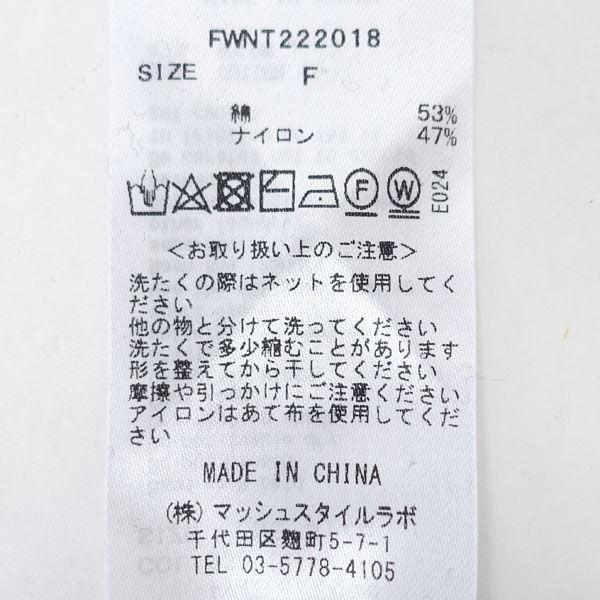 FWNT222018
SIZE F
綿 53%
ナイロン 47%
F W E024
<お取り扱い上のご注意>
洗たくの際はネットを使用してく
ださい
他の物と分けて洗ってください
洗たくで多少縮むことがあります
形を整えてから干してください
摩擦や引っかけにご注意ください
アイロンはあて布を使用してくだ
さい
MADE IN CHINA
(株) マッシュスタイルラボ
千代田区麹町5-7-1
TEL 03-5778-4105